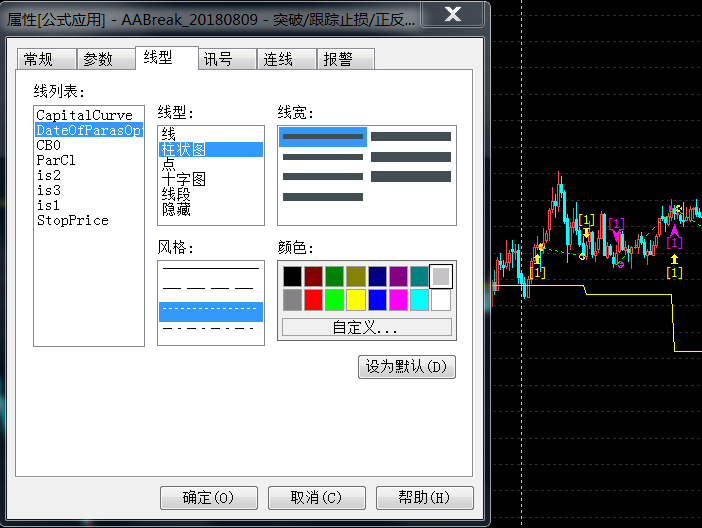 属性[公式应用] - AABreak_20180809 - 突破/跟踪止损/正反...
常规 参数 线型 讯号 连线 报警
线列表:
CapitalCurve
DateOfParasOp
CB0
ParCl
is2
is3
is1
StopPrice
线型:
线
柱状图
点
十字图
线段
隐藏
线宽:
风格:
颜色:
自定义...
设为默认(D)
确定(O) 取消(C) 帮助(H)
[1]
[1]
[1]
[1]
[1]